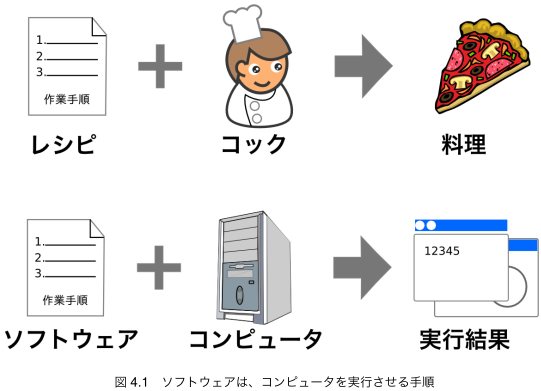 1.
2.
3.
作業手順
レシピ
コック
料理
1.
2.
3.
作業手順
12345
ソフトウェア
コンピュータ
実行結果
図 4.1　ソフトウェアは、コンピュータを実行させる手順